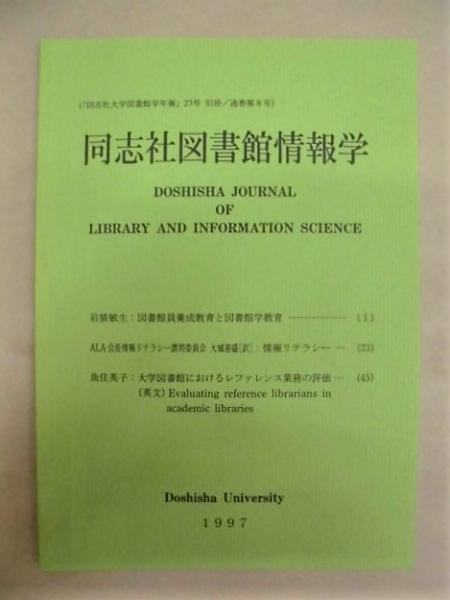 (「同志社大学図書館学年報」23号 別冊／通巻第8号)
同志社図書館情報学
DOSHISHA JOURNAL
OF
LIBRARY AND INFORMATION SCIENCE
岩猿敏生：図書館員養成教育と図書館学教育 ―――― (1)
ALA会長情報リテラシー諮問委員会 大城善盛[訳]：情報リテラシー ― (23)
魚住英子：大学図書館におけるレファレンス業務の評価 ― (45)
(英文) Evaluating reference librarians in
academic libraries
Doshisha University
1997